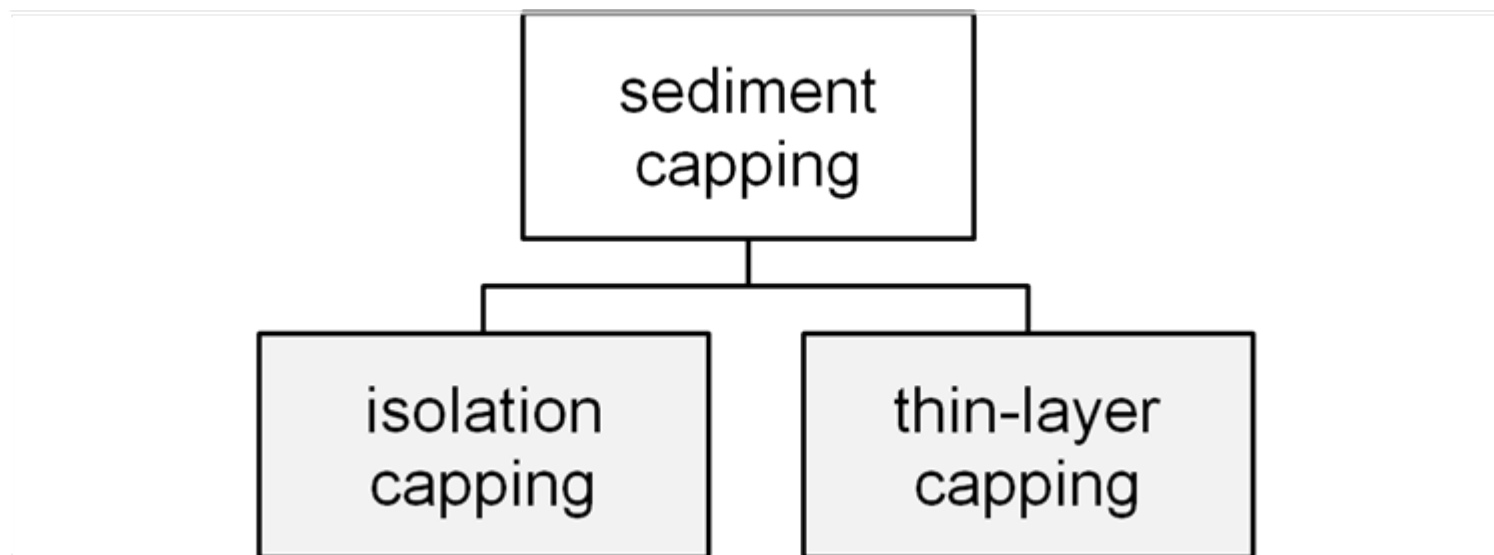 sediment
capping
isolation
capping
thin-layer
capping